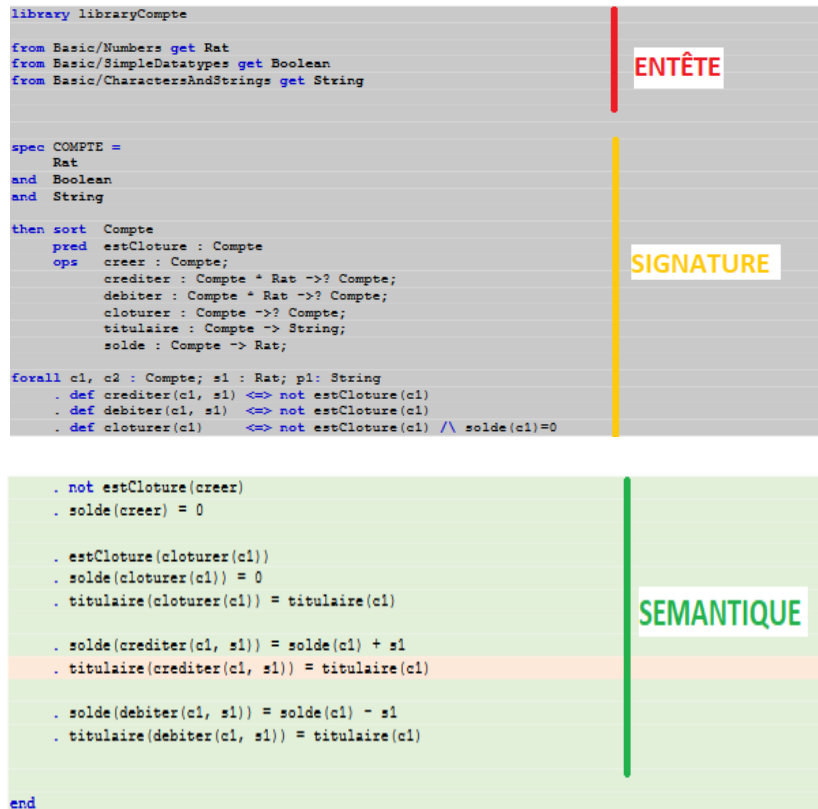 library libraryCompte
from Basic/Numbers get Rat
from Basic/SimpleDatatypes get Boolean
from Basic/CharactersAndStrings get String
ENTÊTE
spec COMPTE =
Rat
and Boolean
and String
then sort Compte
pred estCloture : Compte
ops creer : Compte;
crediter : Compte * Rat ->? Compte;
debiter : Compte * Rat ->? Compte;
cloturer : Compte ->? Compte;
titulaire : Compte -> String;
solde : Compte -> Rat;
SIGNATURE
forall c1, c2 : Compte; s1 : Rat; p1: String
. def crediter(c1, s1) <=> not estCloture(c1)
. def debiter(c1, s1) <=> not estCloture(c1)
. def cloturer(c1) <=> not estCloture(c1) /\ solde(c1)=0
. not estCloture(creer)
. solde(creer) = 0
. estCloture(cloturer(c1))
. solde(cloturer(c1)) = 0
. titulaire(cloturer(c1)) = titulaire(c1)
SEMANTIQUE
. solde(crediter(c1, s1)) = solde(c1) + s1
. titulaire(crediter(c1, s1)) = titulaire(c1)
. solde(debiter(c1, s1)) = solde(c1) - s1
. titulaire(debiter(c1, s1)) = titulaire(c1)
end